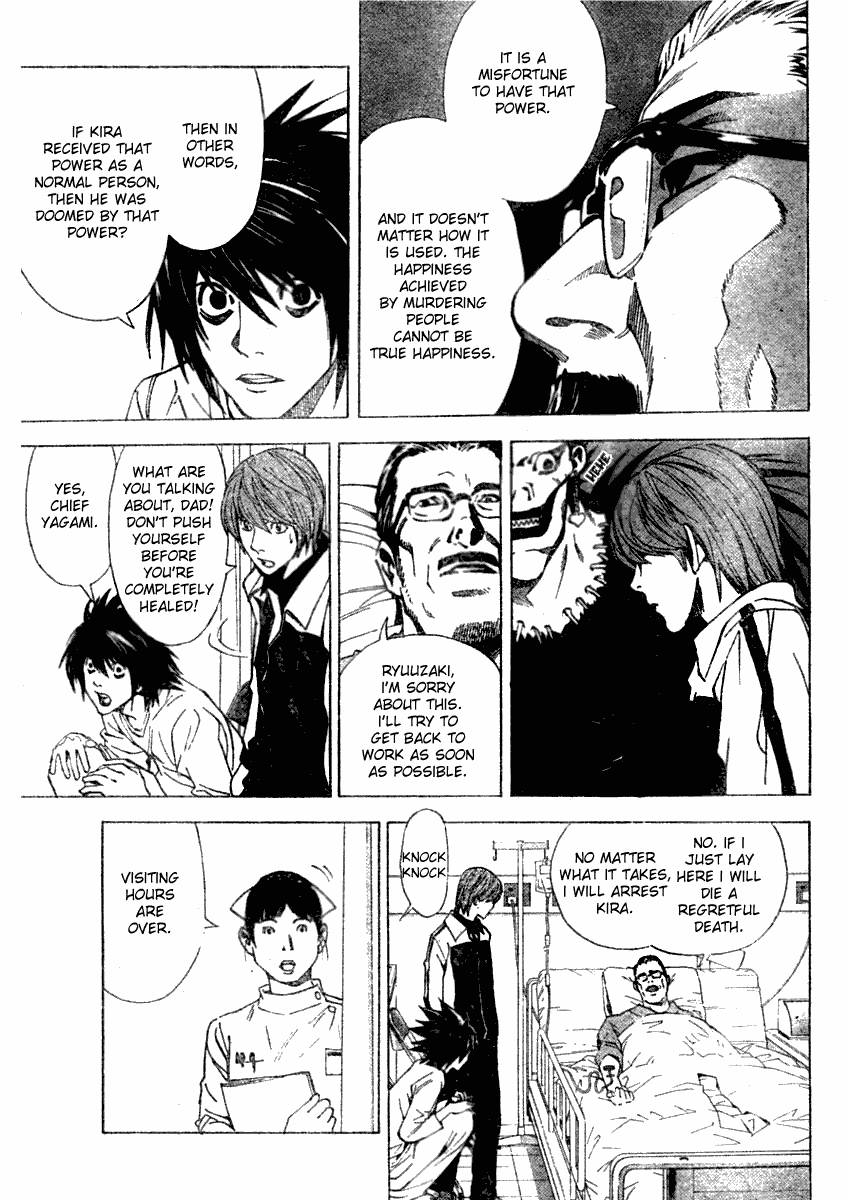 IT IS A
MISFORTUNE
TO HAVE THAT
POWER.
AND IT DOESN'T
MATTER HOW IT
IS USED. THE
HAPPINESS
ACHIEVED
BY MURDERING
PEOPLE
CANNOT BE
TRUE HAPPINESS.
THEN IN
OTHER
WORDS,
IF KIRA
RECEIVED THAT
POWER AS A
NORMAL PERSON,
THEN HE WAS
DOOMED BY THAT
POWER?
HEHE
RYUUZAKI,
I'M SORRY
ABOUT THIS.
I'LL TRY TO
GET BACK TO
WORK AS SOON
AS POSSIBLE.
WHAT ARE
YOU TALKING
ABOUT, DAD!
DON'T PUSH
YOURSELF
BEFORE
YOU'RE
COMPLETELY
HEALED!
YES,
CHIEF
YAGAMI.
NO. IF I
JUST LAY
HERE I WILL
DIE A
REGRETFUL
DEATH.
NO MATTER
WHAT IT TAKES,
I WILL ARREST
KIRA.
KNOCK
KNOCK
VISITING
HOURS
ARE
OVER.